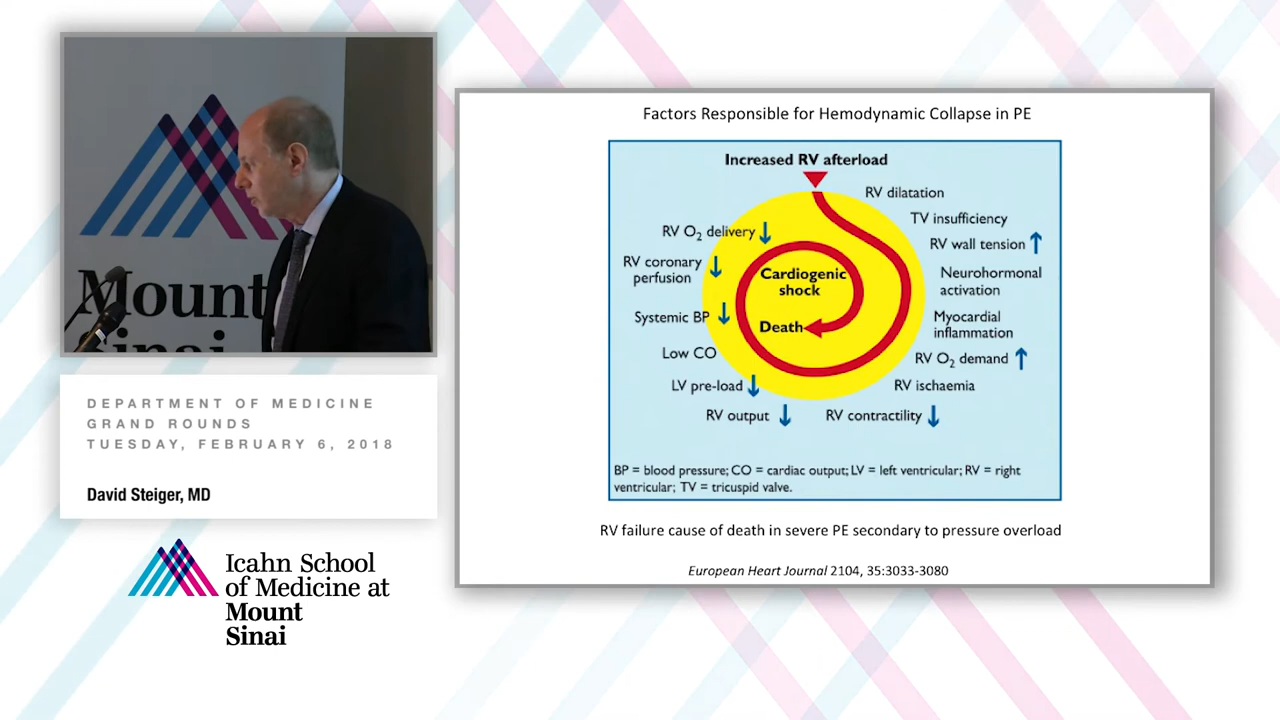 Mount
Sinai
DEPARTMENT OF MEDICINE
GRAND ROUNDS
TUESDAY, FEBRUARY 6, 2018
David Steiger, MD
Icahn School
of Medicine at
Mount
Sinai
Factors Responsible for Hemodynamic Collapse in PE
Increased RV afterload
RV dilatation
TV insufficiency
RV wall tension ↑
Neurohormonal
activation
Myocardial
inflammation
RV O₂ demand ↑
RV ischaemia
RV contractility ↓
RV output ↓
LV pre-load ↓
Low CO
Systemic BP ↓
RV coronary
perfusion ↓
RV O₂ delivery ↓
Cardiogenic
shock
Death
BP = blood pressure; CO = cardiac output; LV = left ventricular; RV = right
ventricular; TV = tricuspid valve.
RV failure cause of death in severe PE secondary to pressure overload
European Heart Journal 2104, 35:3033-3080